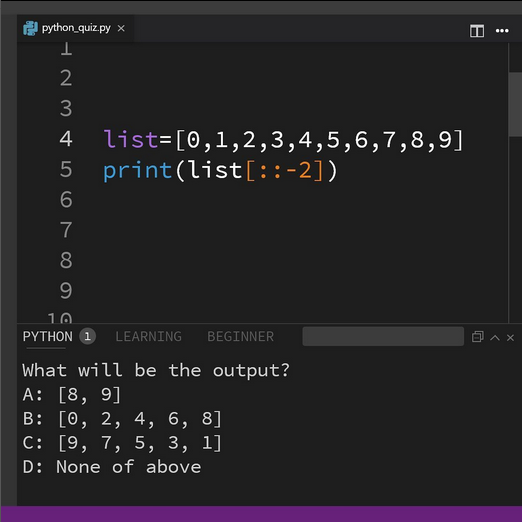 python_quiz.py ×
1
2
3
4 list=[0,1,2,3,4,5,6,7,8,9]
5 print(list[::-2])
6
7
8
9
10
PYTHON 1 LEARNING BEGINNER
What will be the output?
A: [8, 9]
B: [0, 2, 4, 6, 8]
C: [9, 7, 5, 3, 1]
D: None of above